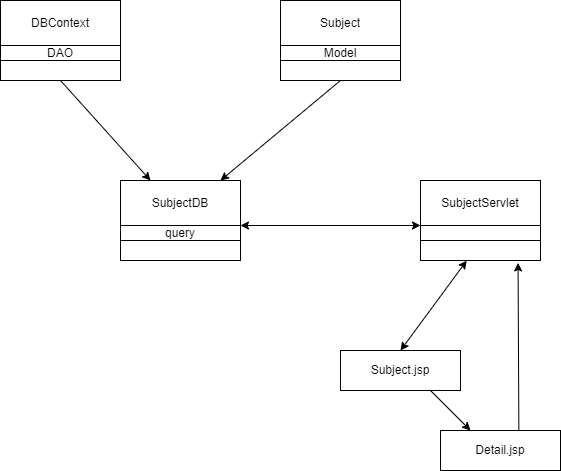 DBContext
DAO
Subject
Model
SubjectDB
query
SubjectServlet
Subject.jsp
Detail.jsp